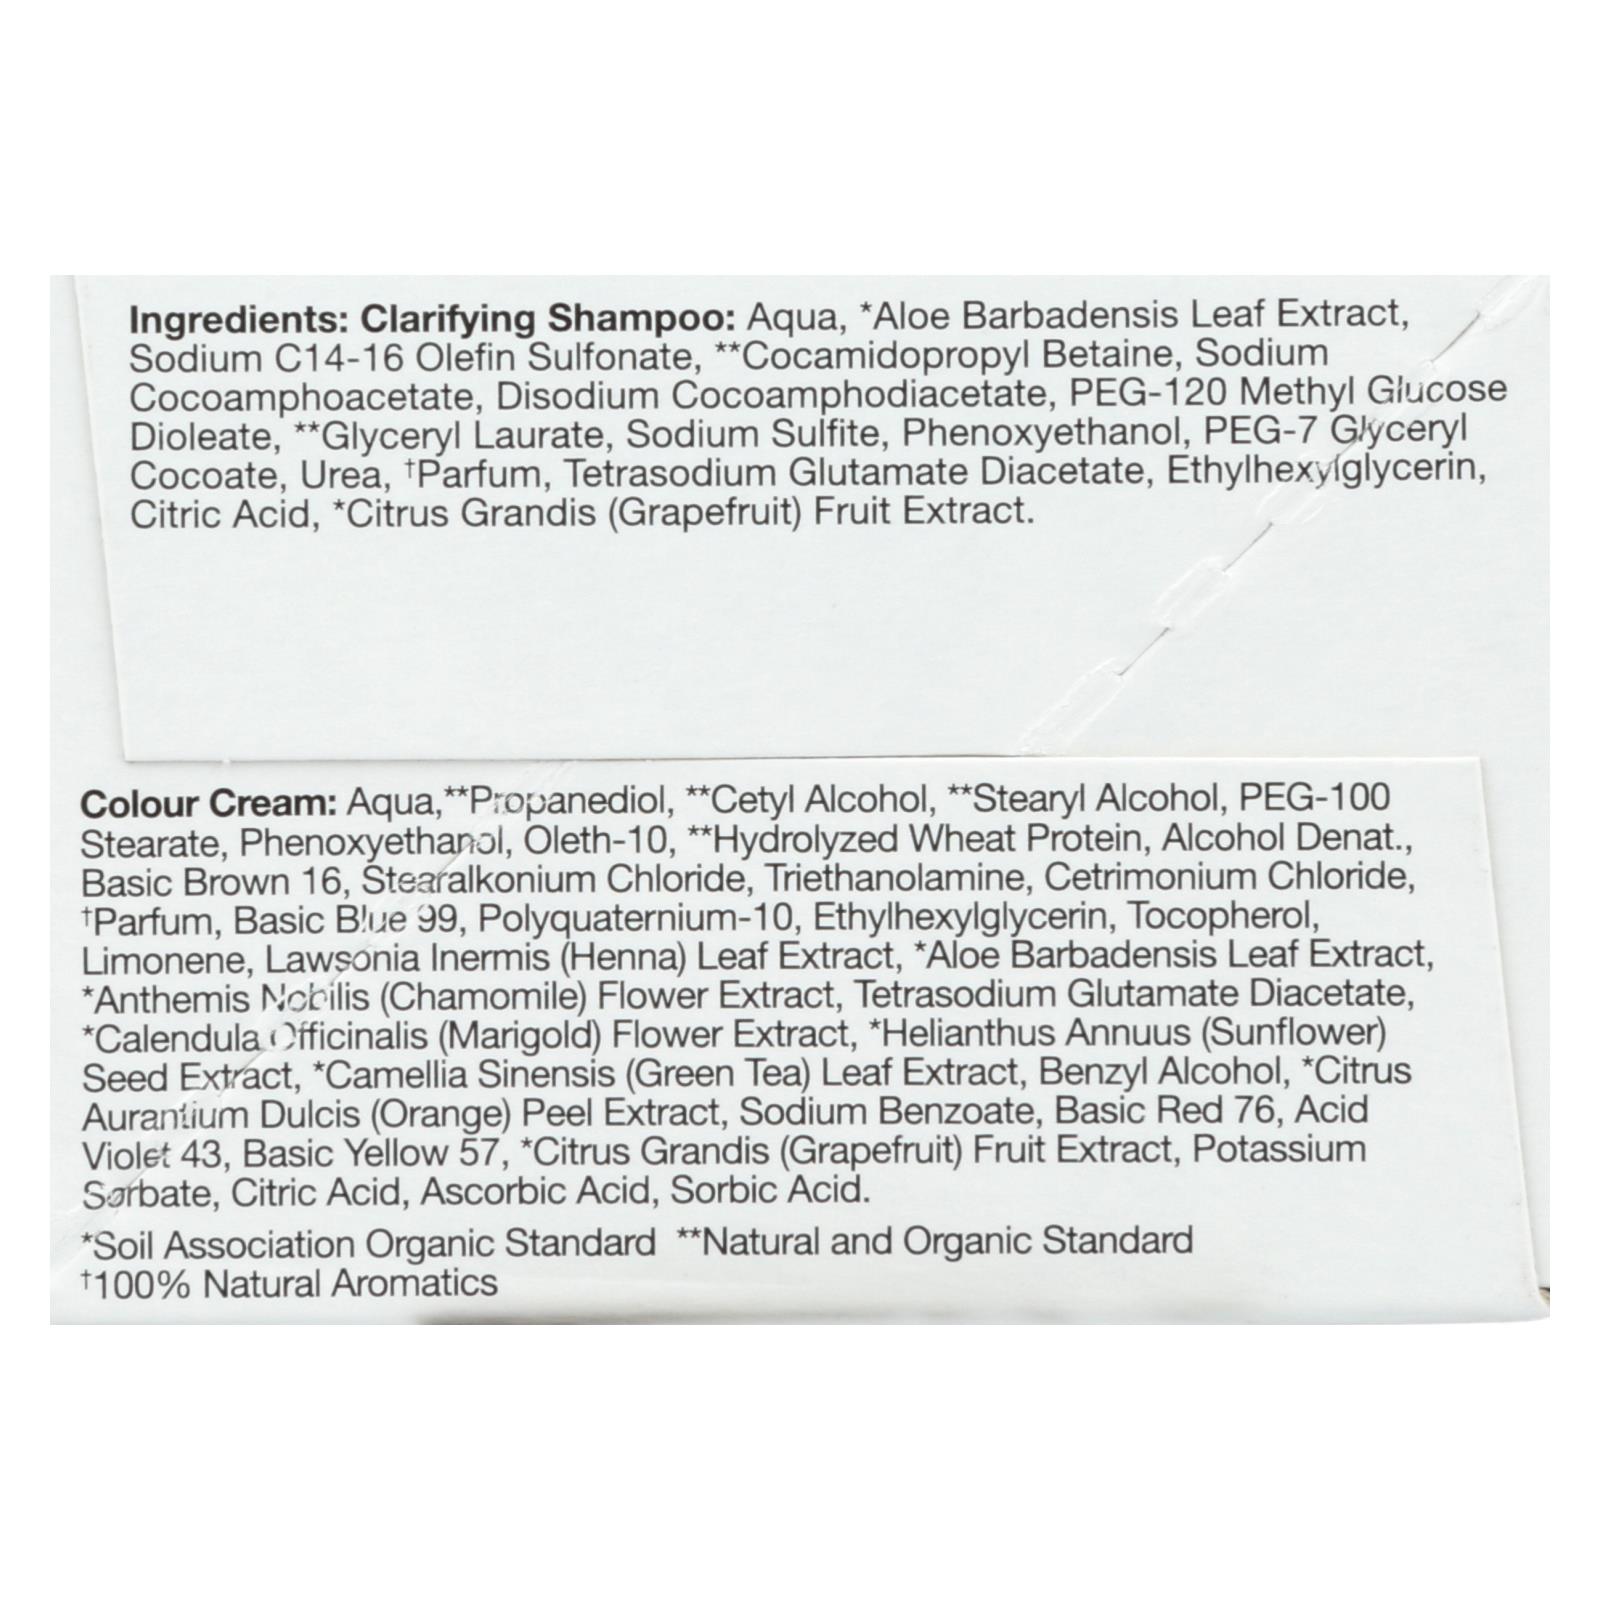 Ingredients: Clarifying Shampoo: Aqua, *Aloe Barbadensis Leaf Extract,
Sodium C14-16 Olefin Sulfonate, **Cocamidopropyl Betaine, Sodium
Cocoamphoacetate, Disodium Cocoamphodiacetate, PEG-120 Methyl Glucose
Dioleate, **Glyceryl Laurate, Sodium Sulfite, Phenoxyethanol, PEG-7 Glyceryl
Cocoate, Urea, †Parfum, Tetrasodium Glutamate Diacetate, Ethylhexylglycerin,
Citric Acid, *Citrus Grandis (Grapefruit) Fruit Extract.
Colour Cream: Aqua,**Propanediol, **Cetyl Alcohol, **Stearyl Alcohol, PEG-100
Stearate, Phenoxyethanol, Oleth-10, **Hydrolyzed Wheat Protein, Alcohol Denat.,
Basic Brown 16, Stearalkonium Chloride, Triethanolamine, Cetrimonium Chloride,
†Parfum, Basic Blue 99, Polyquaternium-10, Ethylhexylglycerin, Tocopherol,
Limonene, Lawsonia Inermis (Henna) Leaf Extract, *Aloe Barbadensis Leaf Extract,
*Anthemis Nobilis (Chamomile) Flower Extract, Tetrasodium Glutamate Diacetate,
*Calendula Officinalis (Marigold) Flower Extract, *Helianthus Annuus (Sunflower)
Seed Extract, *Camellia Sinensis (Green Tea) Leaf Extract, Benzyl Alcohol, *Citrus
Aurantium Dulcis (Orange) Peel Extract, Sodium Benzoate, Basic Red 76, Acid
Violet 43, Basic Yellow 57, *Citrus Grandis (Grapefruit) Fruit Extract, Potassium
Sorbate, Citric Acid, Ascorbic Acid, Sorbic Acid.
*Soil Association Organic Standard **Natural and Organic Standard
†100% Natural Aromatics